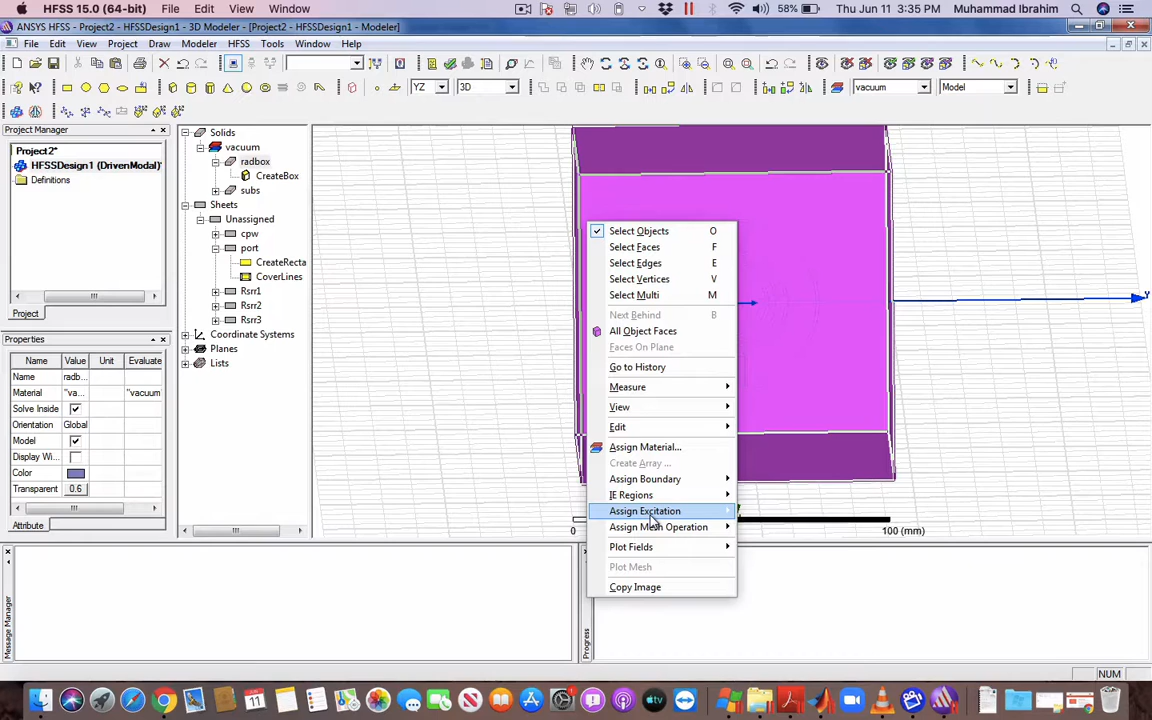 HFSS 15.0 (64-bit) File Edit View Window 58% Thu Jun 11 3:35 PM Muhammad Ibrahim
ANSYS HFSS - Project2 - HFSSDesign1 - 3D Modeler - [Project2 - HFSSDesign1 - Modeler]
File Edit View Project Draw Modeler HFSS Tools Window Help
YZ 3D vacuum Model
Project Manager
Project2*
HFSSDesign1 (DrivenModal)*
Definitions
Project
Solids
vacuum
radbox
CreateBox
subs
Sheets
Unassigned
cpw
port
CreateRecta
CoverLines
Rsrr1
Rsrr2
Rsrr3
Coordinate Systems
Planes
Lists
Properties
Name Value Unit Evaluate
Name radb...
Material "va... "vacuum
Solve Inside
Orientation Global
Model
Display Wi...
Color
Transparent 0.6
Attribute
Select Objects O
Select Faces F
Select Edges E
Select Vertices V
Select Multi M
Next Behind B
All Object Faces
Faces On Plane
Go to History
Measure
View
Edit
Assign Material...
Create Array ...
Assign Boundary
IE Regions
Assign Excitation
Assign Mesh Operation
Plot Fields
Plot Mesh
Copy Image
Y
0 100 (mm)
Message Manager
Progress
NUM